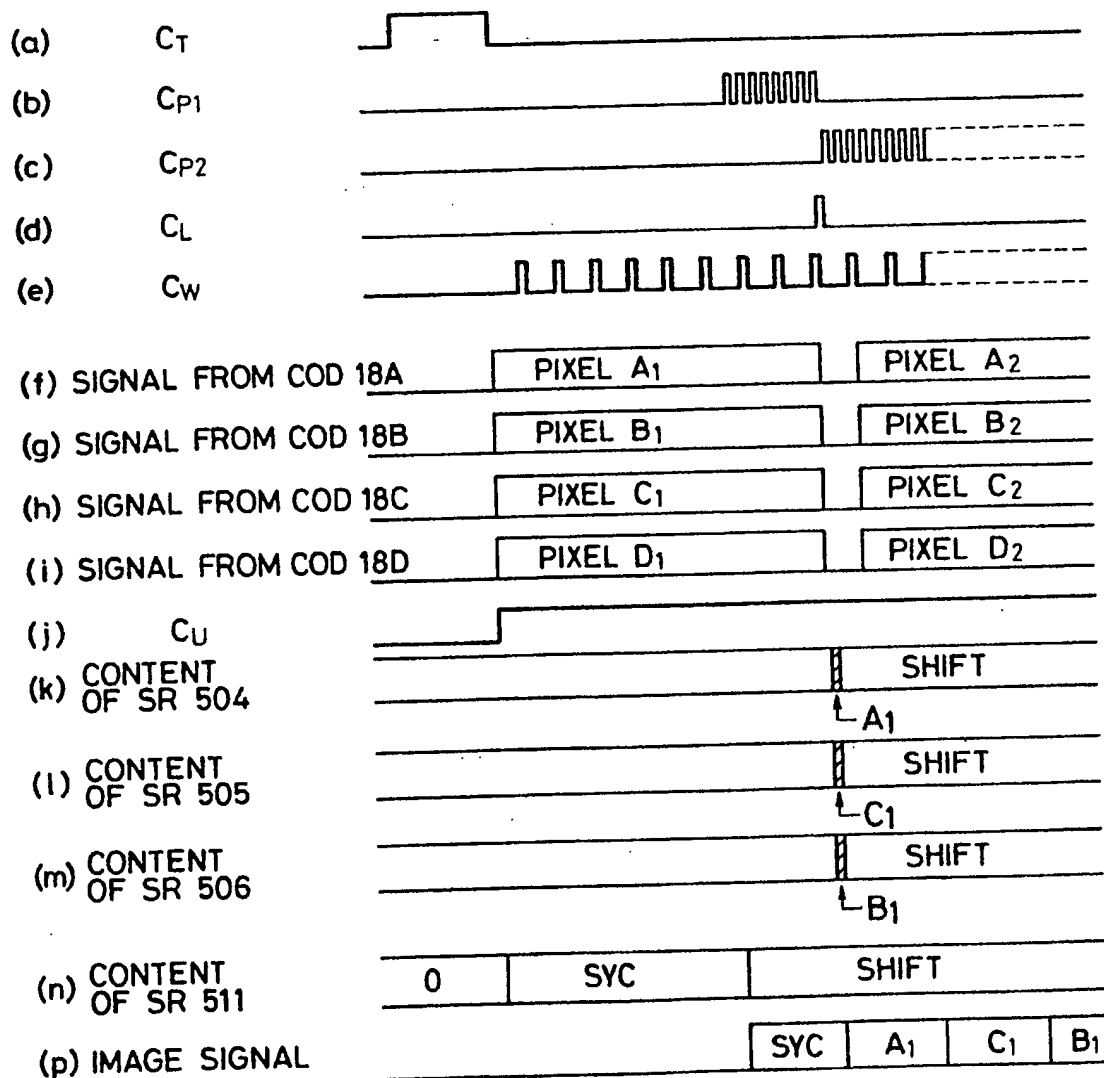 (a) CT
(b) CP1
(c) CP2
(d) CL
(e) CW
(f) SIGNAL FROM COD 18A PIXEL A1 PIXEL A2
(g) SIGNAL FROM COD 18B PIXEL B1 PIXEL B2
(h) SIGNAL FROM COD 18C PIXEL C1 PIXEL C2
(i) SIGNAL FROM COD 18D PIXEL D1 PIXEL D2
(j) CU
(k) CONTENT
OF SR 504
SHIFT
A1
(l) CONTENT
OF SR 505
SHIFT
C1
(m) CONTENT
OF SR 506
SHIFT
B1
(n) CONTENT
OF SR 511
0 SYC SHIFT
(p) IMAGE SIGNAL SYC A1 C1 B1